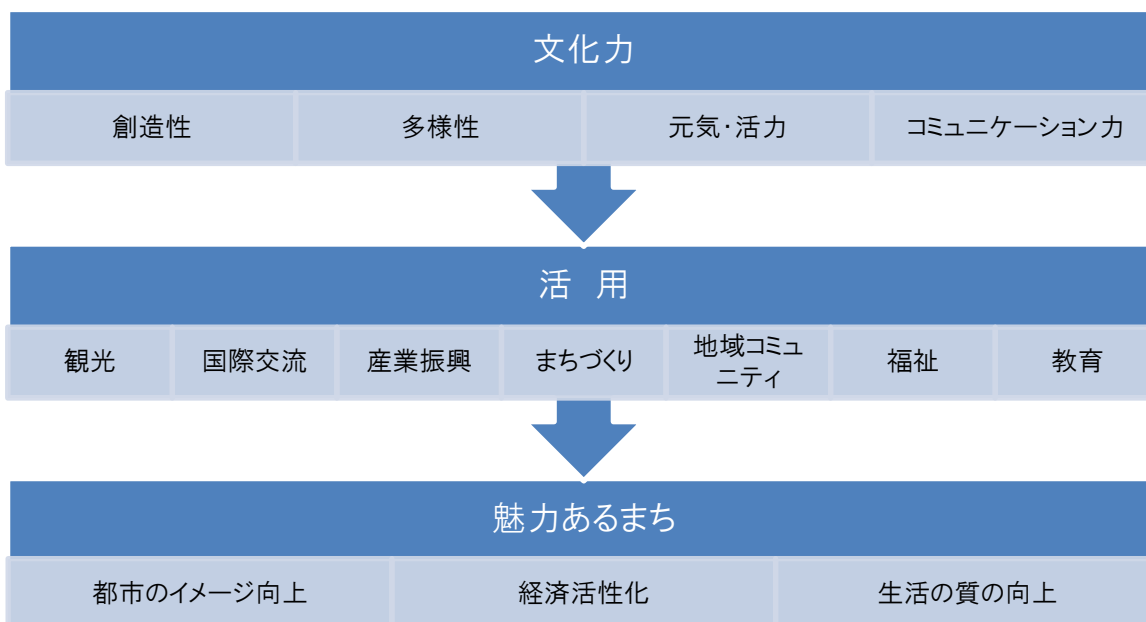 文化力
創造性
多様性
元気・活力
コミュニケーション力
活　用
観光
国際交流
産業振興
まちづくり
地域コミュ
ニティ
福祉
教育
魅力あるまち
都市のイメージ向上
経済活性化
生活の質の向上